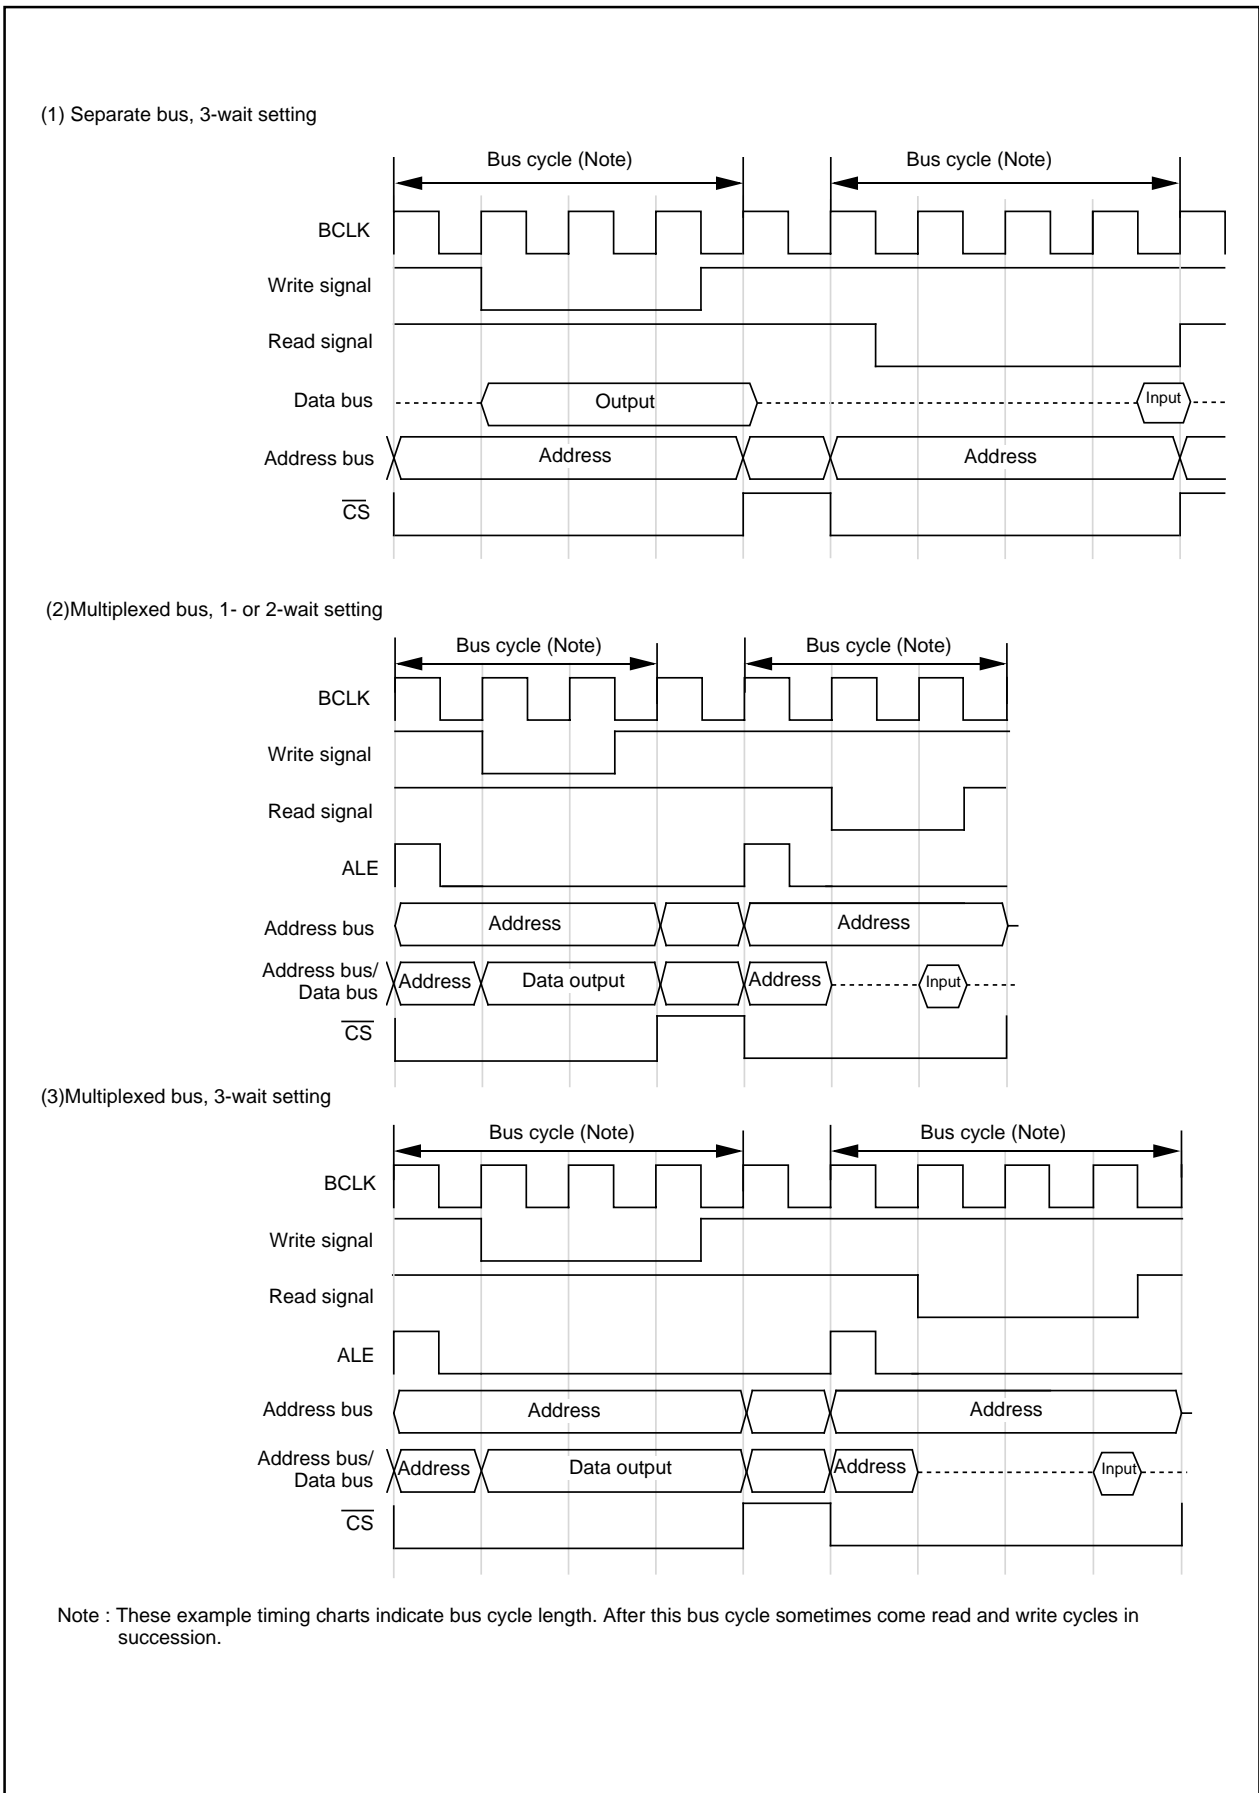 (1) Separate bus, 3-wait setting
Bus cycle (Note) Bus cycle (Note)
BCLK
Write signal
Read signal
Data bus Output Input
Address bus Address Address
CS
(2)Multiplexed bus, 1- or 2-wait setting
Bus cycle (Note) Bus cycle (Note)
BCLK
Write signal
Read signal
ALE
Address bus Address Address
Address bus/
Data bus Address Data output Address Input
CS
(3)Multiplexed bus, 3-wait setting
Bus cycle (Note) Bus cycle (Note)
BCLK
Write signal
Read signal
ALE
Address bus Address Address
Address bus/
Data bus Address Data output Address Input
CS
Note : These example timing charts indicate bus cycle length. After this bus cycle sometimes come read and write cycles in
succession.